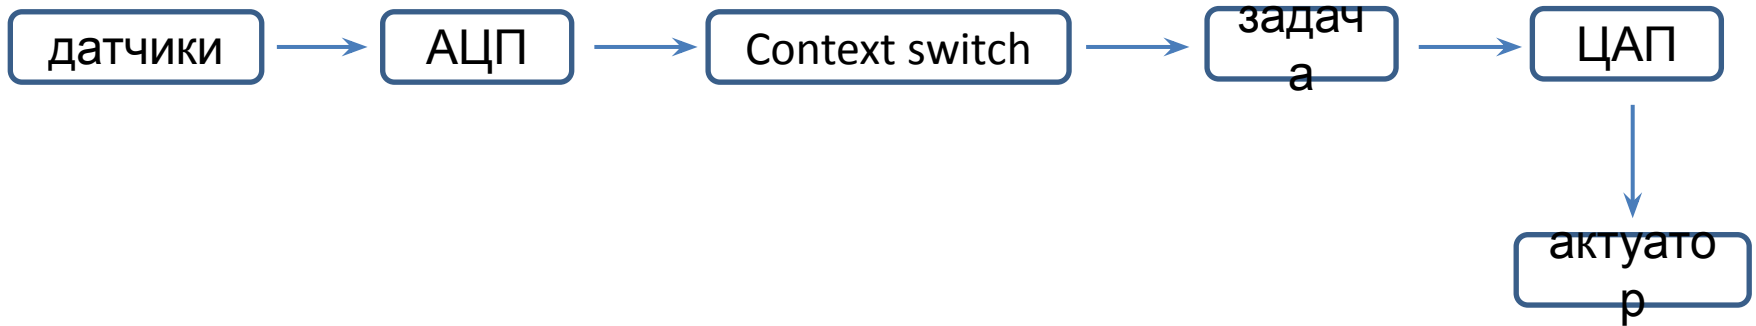 датчики
АЦП
Context switch
задач
а
ЦАП
актуато
р